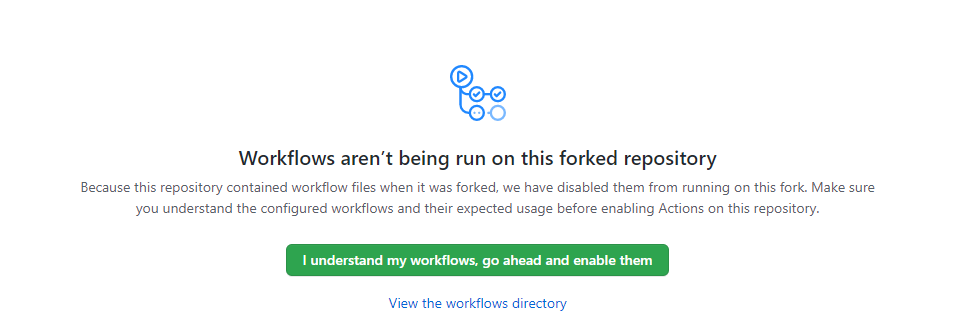 Workflows aren’t being run on this forked repository
Because this repository contained workflow files when it was forked, we have disabled them from running on this fork. Make sure
you understand the configured workflows and their expected usage before enabling Actions on this repository.
I understand my workflows, go ahead and enable them
View the workflows directory